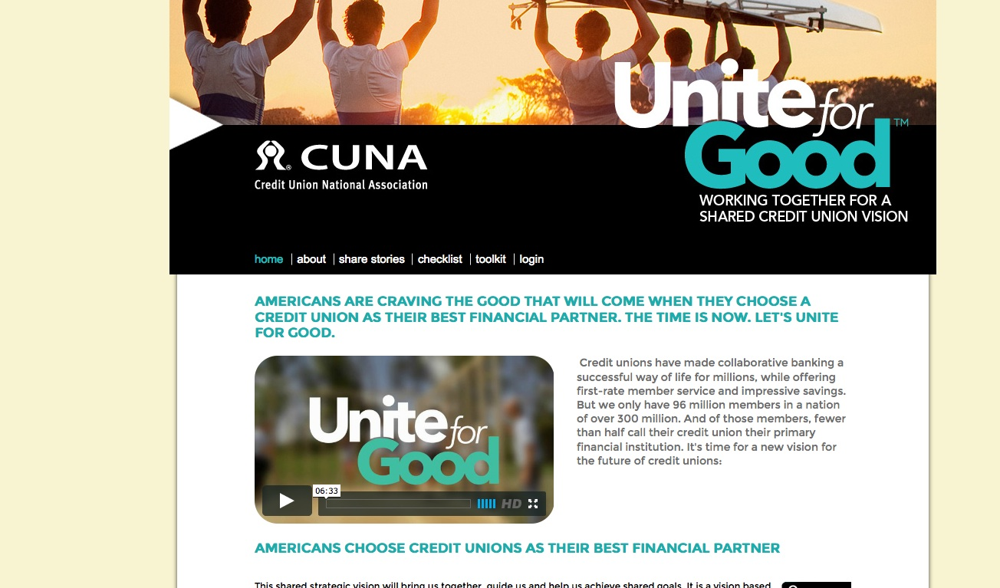 Unite for
Good™
WORKING TOGETHER FOR A
SHARED CREDIT UNION VISION
® CUNA
Credit Union National Association
home | about | share stories | checklist | toolkit | login
AMERICANS ARE CRAVING THE GOOD THAT WILL COME WHEN THEY CHOOSE A
CREDIT UNION AS THEIR BEST FINANCIAL PARTNER. THE TIME IS NOW. LET'S UNITE
FOR GOOD.
Unite for
Good
06:33
HD
Credit unions have made collaborative banking a
successful way of life for millions, while offering
first-rate member service and impressive savings.
But we only have 96 million members in a nation
of over 300 million. And of those members, fewer
than half call their credit union their primary
financial institution. It's time for a new vision for
the future of credit unions:
AMERICANS CHOOSE CREDIT UNIONS AS THEIR BEST FINANCIAL PARTNER
This shared strategic vision will bring us together, guide us and help us achieve shared goals. It is a vision based